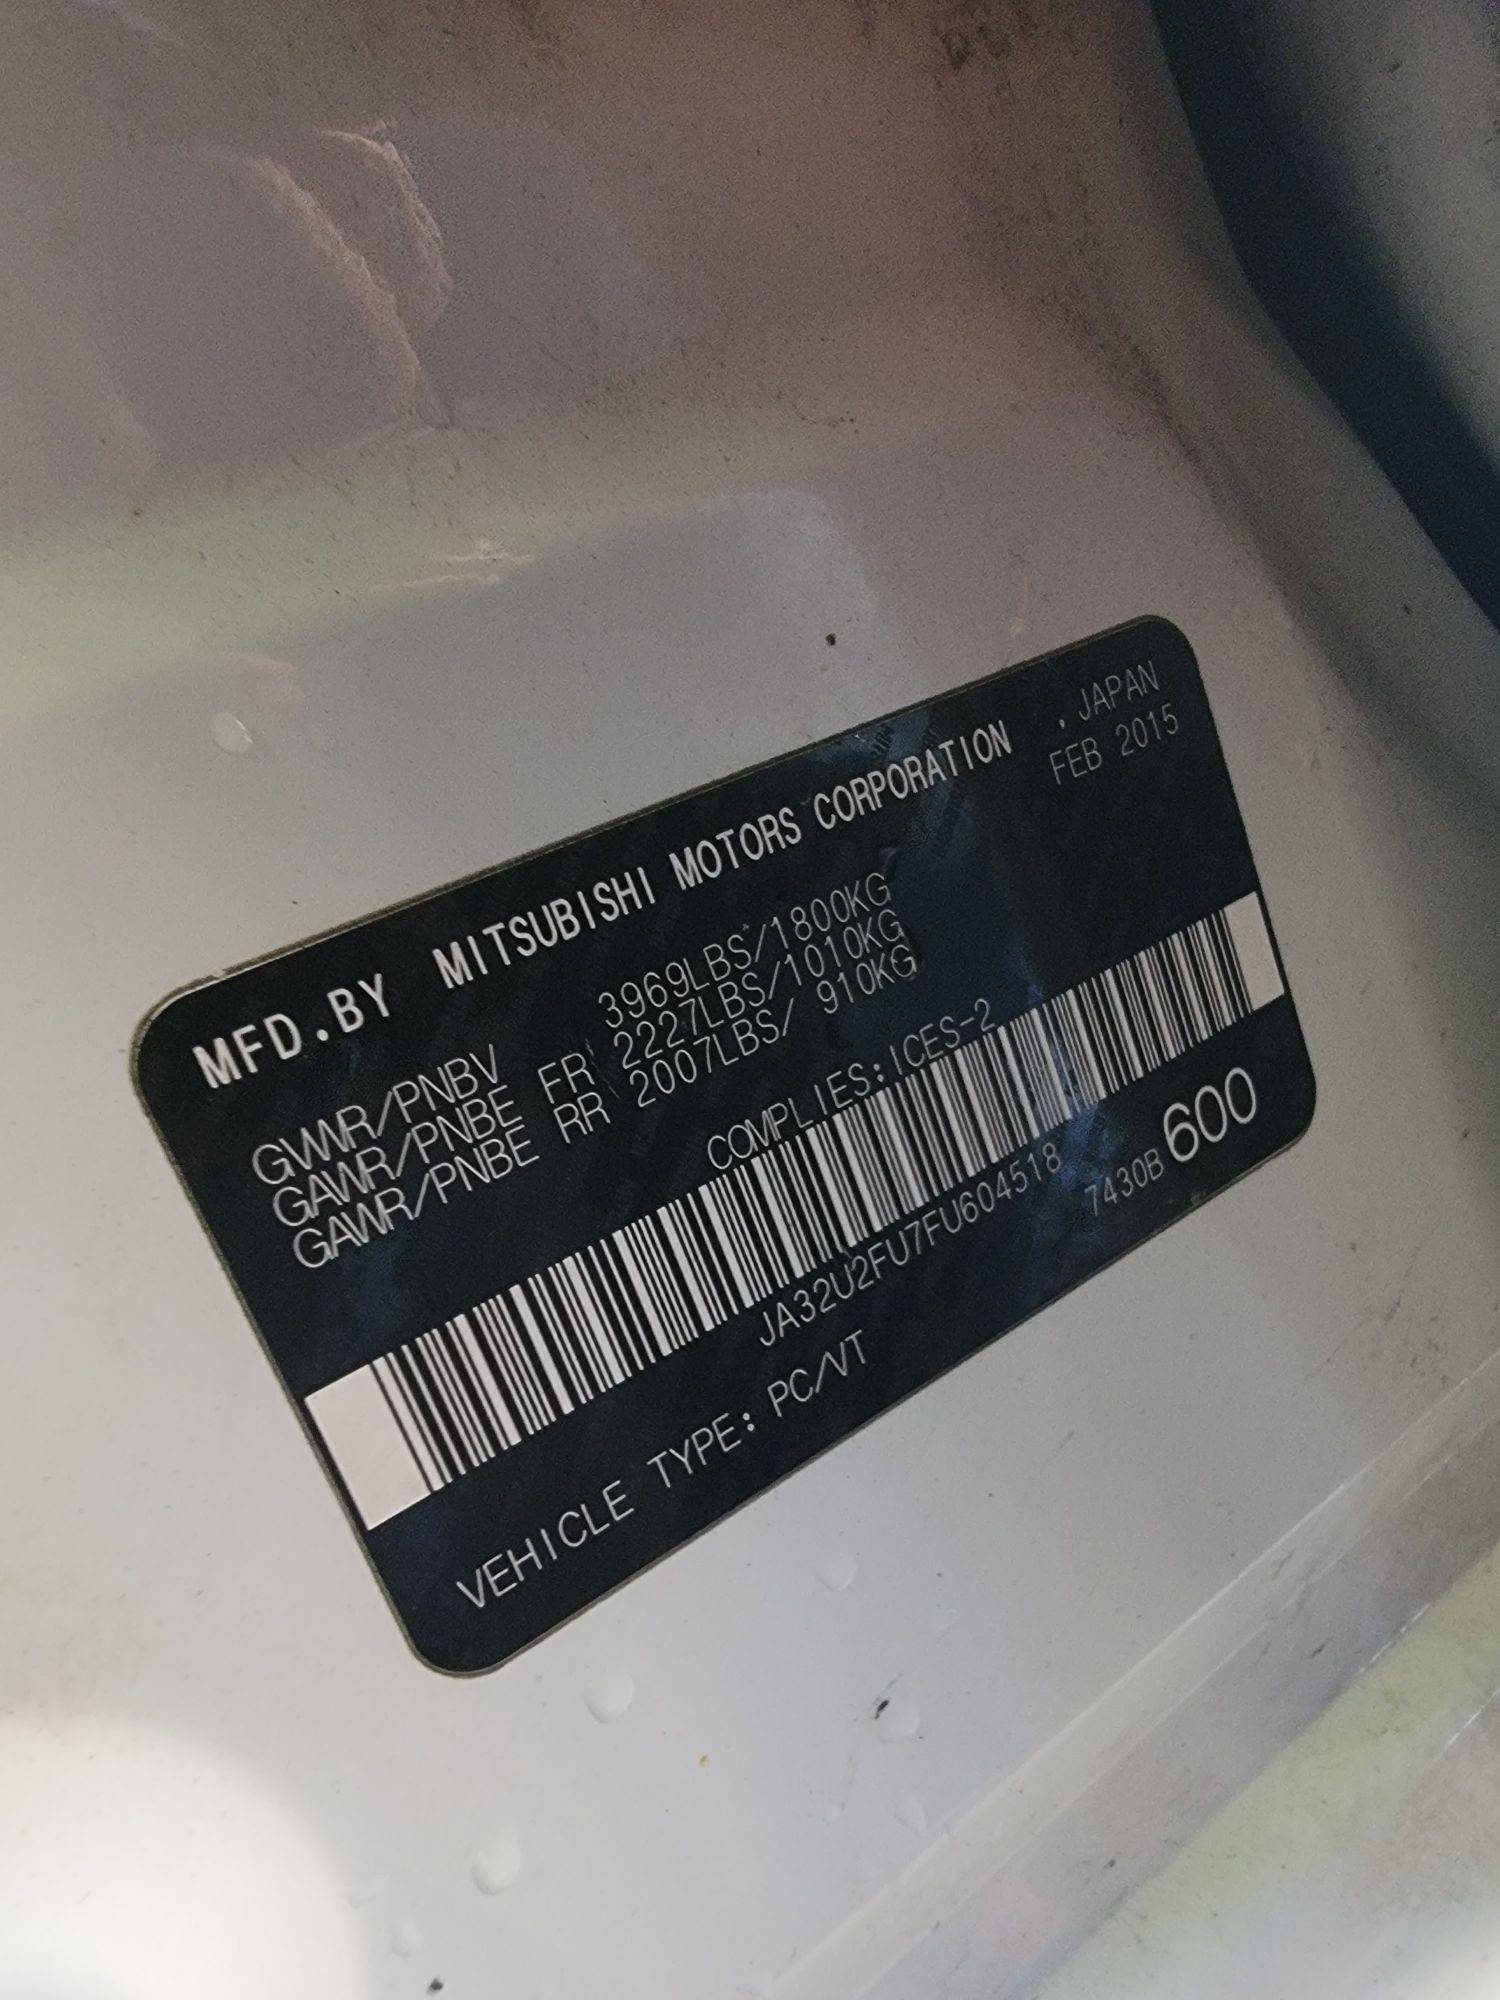 MFD.BY MITSUBISHI MOTORS CORPORATION , JAPAN
FEB 2015
GVWR/PNBV 3969LBS/1800KG
GAWR/PNBE FR 2227LBS/1010KG
GAWR/PNBE RR 2007LBS/ 910KG
COMPLIES:ICES-2
JA32U2FU7FU604518
7430B 600
VEHICLE TYPE: PC/VT